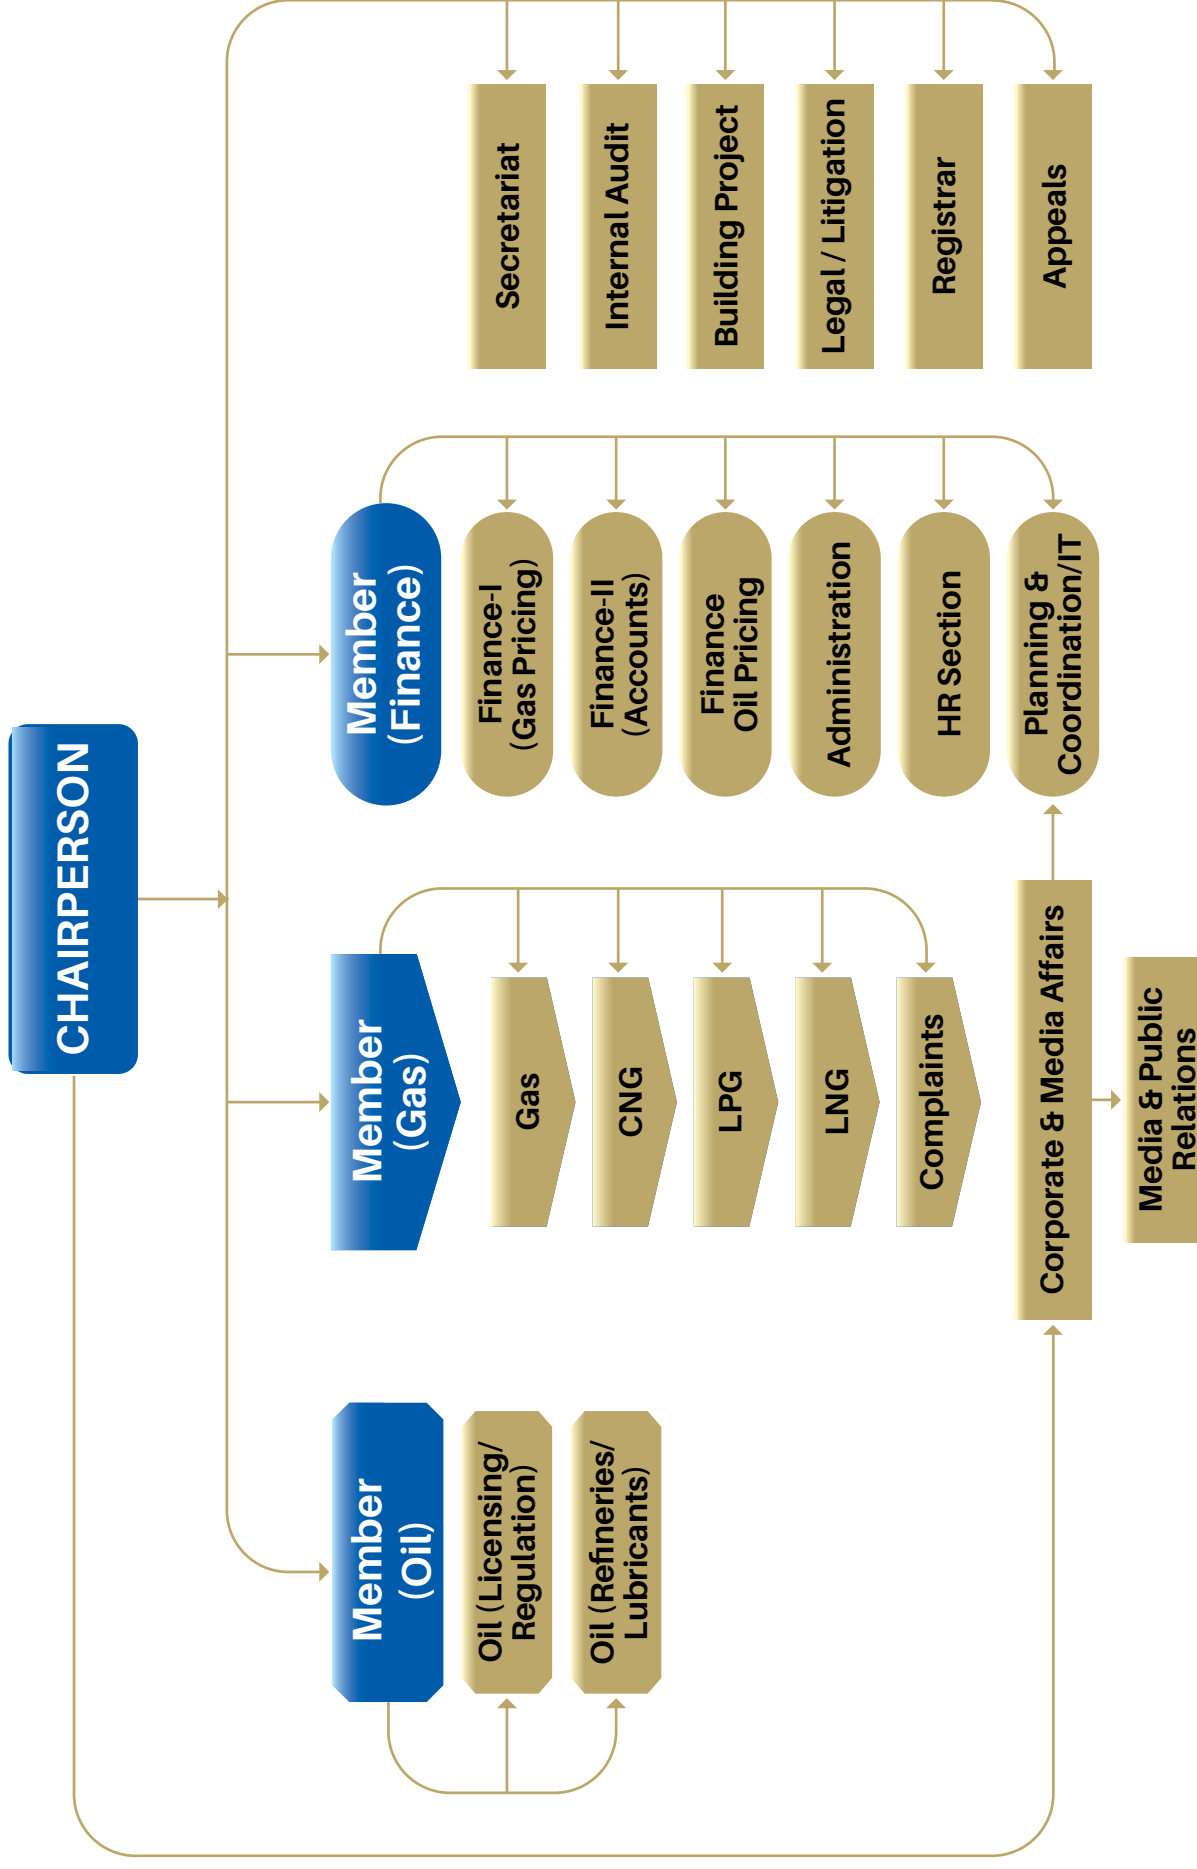 CHAIRPERSON
Member
(Oil)
Oil (Licensing/
Regulation)
Oil (Refineries/
Lubricants)
Member
(Gas)
Gas
CNG
LPG
LNG
Complaints
Member
(Finance)
Finance-I
(Gas Pricing)
Finance-II
(Accounts)
Finance
Oil Pricing
Administration
HR Section
Planning &
Coordination/IT
Secretariat
Internal Audit
Building Project
Legal / Litigation
Registrar
Appeals
Corporate & Media Affairs
Media & Public
Relations